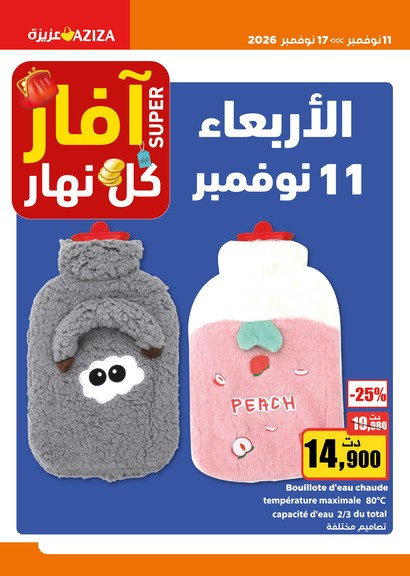 عزيزة AZIZA
11 نوفمبر >>> 17 نوفمبر 2026
آفار SUPER
كل نهار
الأربعاء
11 نوفمبر
PEACH
-25%
د.ت
19,980
د.ت
14,900
Bouillote d'eau chaude
température maximale 80°C
capacité d'eau 2/3 du total
تصاميم مختلفة